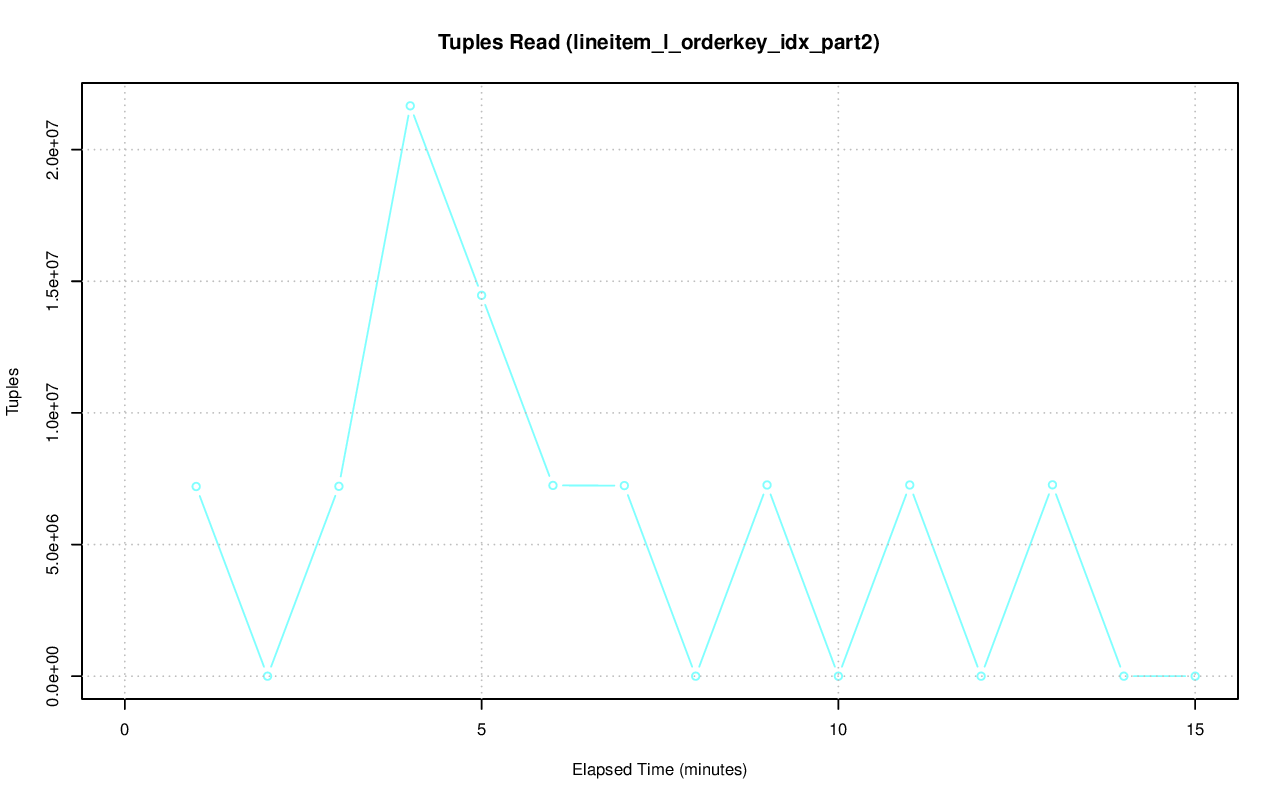 Tuples Read (lineitem_l_orderkey_idx_part2)
Tuples
2.0e+07
1.5e+07
1.0e+07
5.0e+06
0.0e+00
0 5 10 15
Elapsed Time (minutes)